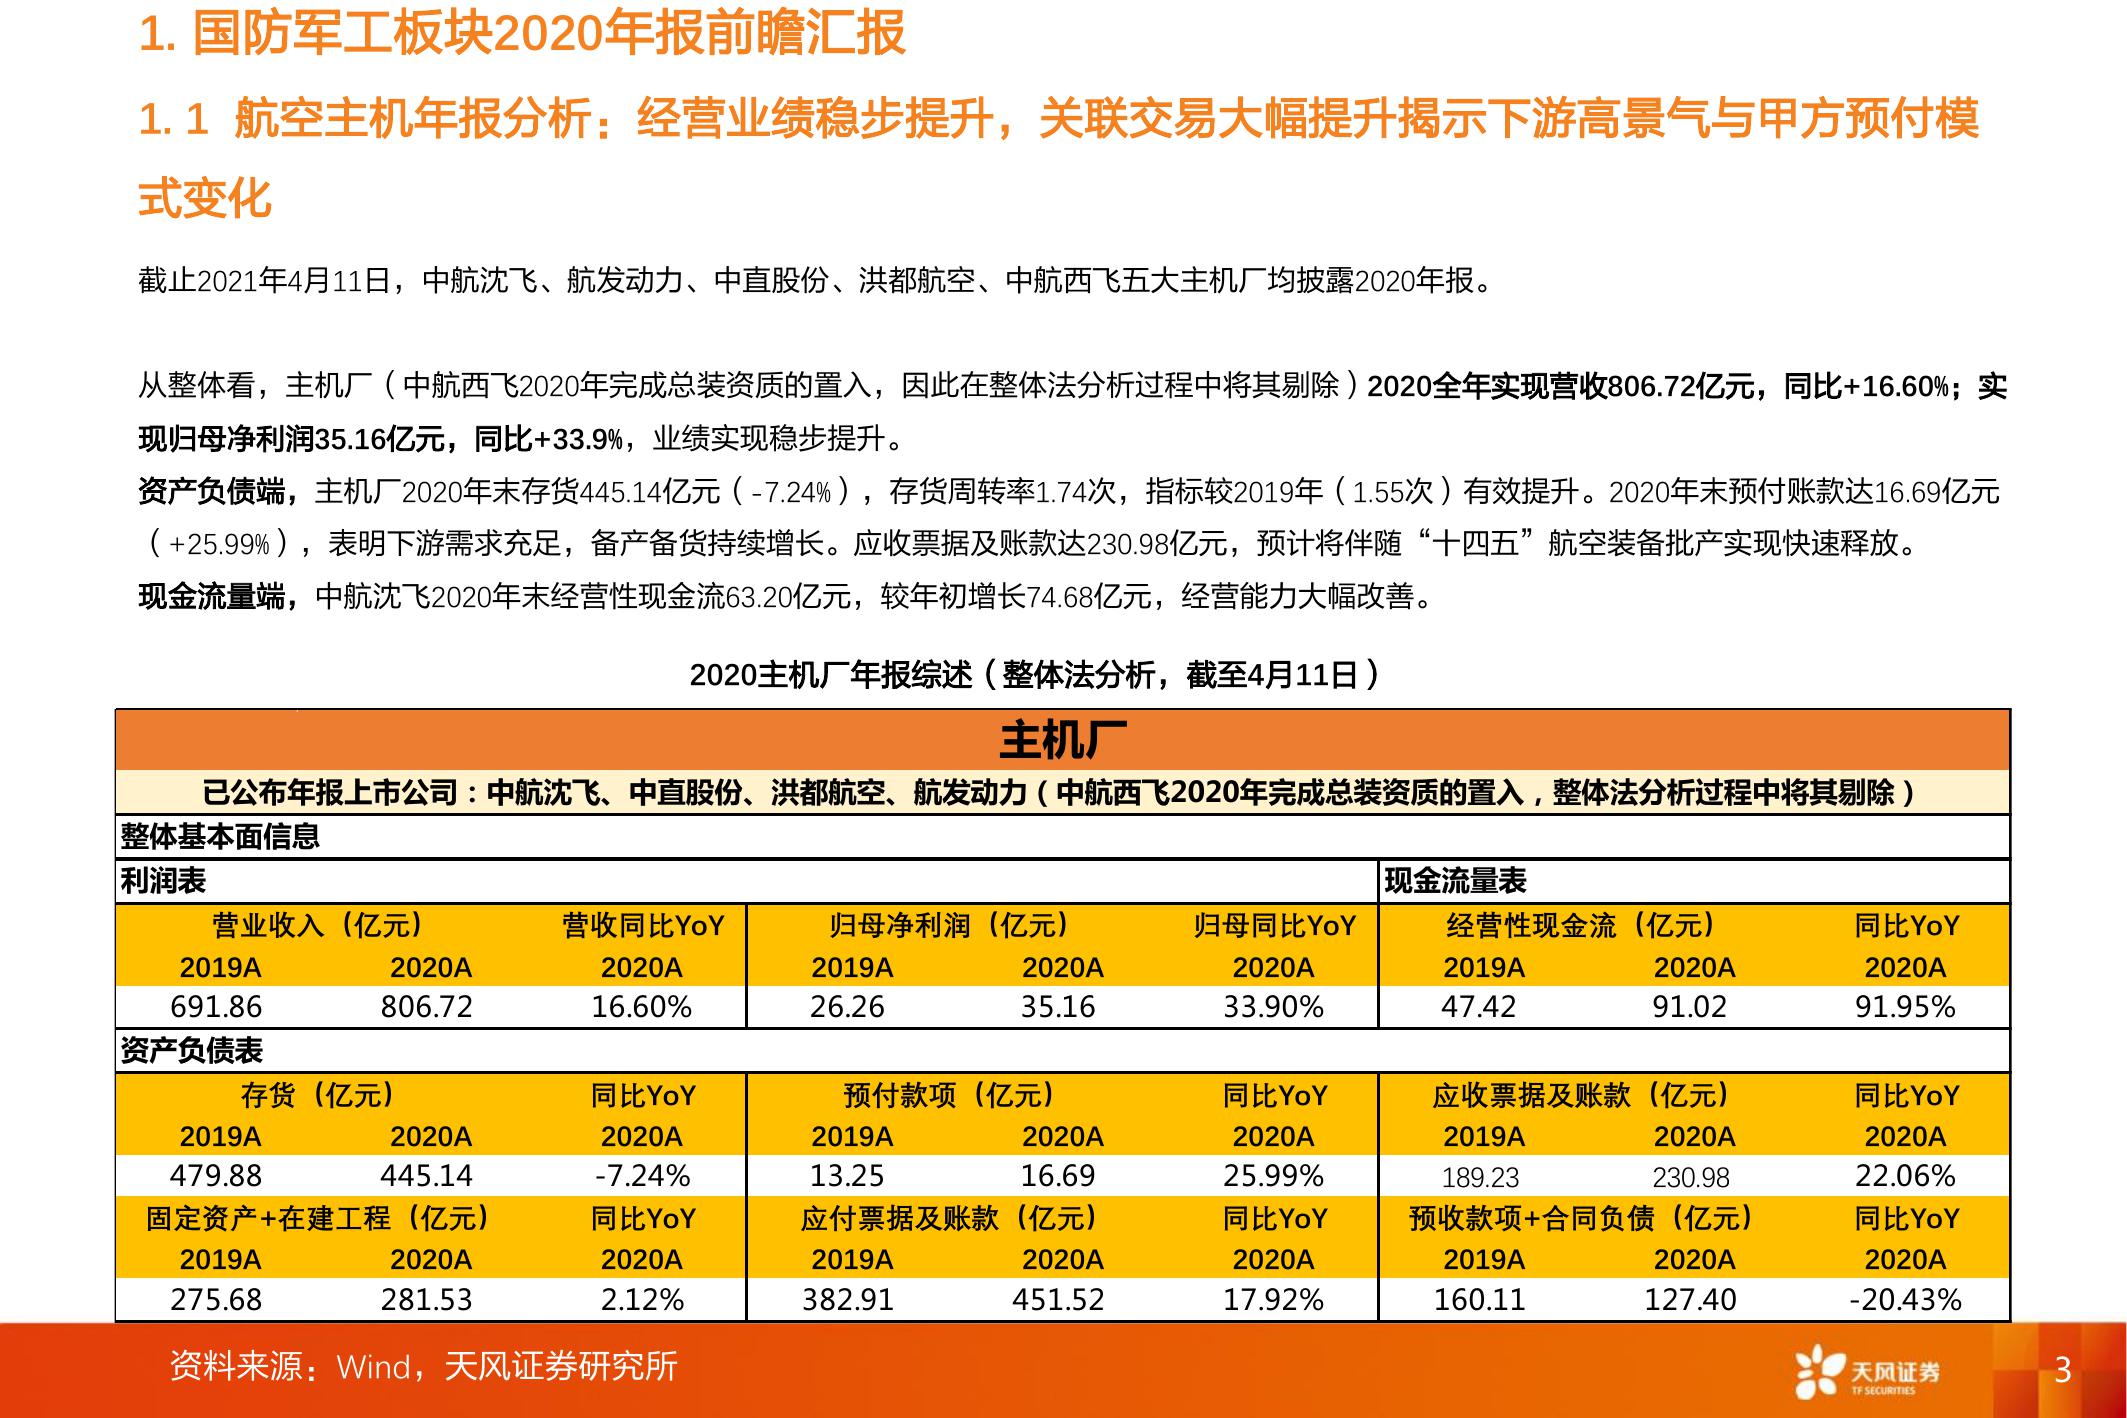 1. 国防军工板块2020年报前瞻汇报
1. 1 航空主机年报分析：经营业绩稳步提升，关联交易大幅提升揭示下游高景气与甲方预付模
式变化
截止2021年4月11日，中航沈飞、航发动力、中直股份、洪都航空、中航西飞五大主机厂均披露2020年报。
从整体看，主机厂（中航西飞2020年完成总装资质的置入，因此在整体法分析过程中将其剔除）2020全年实现营收806.72亿元，同比+16.60%；实
现归母净利润35.16亿元，同比+33.9%，业绩实现稳步提升。
资产负债端，主机厂2020年末存货445.14亿元（-7.24%），存货周转率1.74次，指标较2019年（1.55次）有效提升。2020年末预付账款达16.69亿元
（+25.99%），表明下游需求充足，备产备货持续增长。应收票据及账款达230.98亿元，预计将伴随“十四五”航空装备批产实现快速释放。
现金流量端，中航沈飞2020年末经营性现金流63.20亿元，较年初增长74.68亿元，经营能力大幅改善。
2020主机厂年报综述（整体法分析，截至4月11日）
主机厂
已公布年报上市公司：中航沈飞、中直股份、洪都航空、航发动力（中航西飞2020年完成总装资质的置入，整体法分析过程中将其剔除）
整体基本面信息
利润表 现金流量表
营业收入（亿元） 营收同比YoY 归母净利润（亿元） 归母同比YoY 经营性现金流（亿元） 同比YoY
2019A 2020A 2020A 2019A 2020A 2020A 2019A 2020A 2020A
691.86 806.72 16.60% 26.26 35.16 33.90% 47.42 91.02 91.95%
资产负债表
存货（亿元） 同比YoY 预付款项（亿元） 同比YoY 应收票据及账款（亿元） 同比YoY
2019A 2020A 2020A 2019A 2020A 2020A 2019A 2020A 2020A
479.88 445.14 -7.24% 13.25 16.69 25.99% 189.23 230.98 22.06%
固定资产+在建工程（亿元） 同比YoY 应付票据及账款（亿元） 同比YoY 预收款项+合同负债（亿元） 同比YoY
2019A 2020A 2020A 2019A 2020A 2020A 2019A 2020A 2020A
275.68 281.53 2.12% 382.91 451.52 17.92% 160.11 127.40 -20.43%
资料来源：Wind，天风证券研究所
天风证券
TF SECURITIES
3